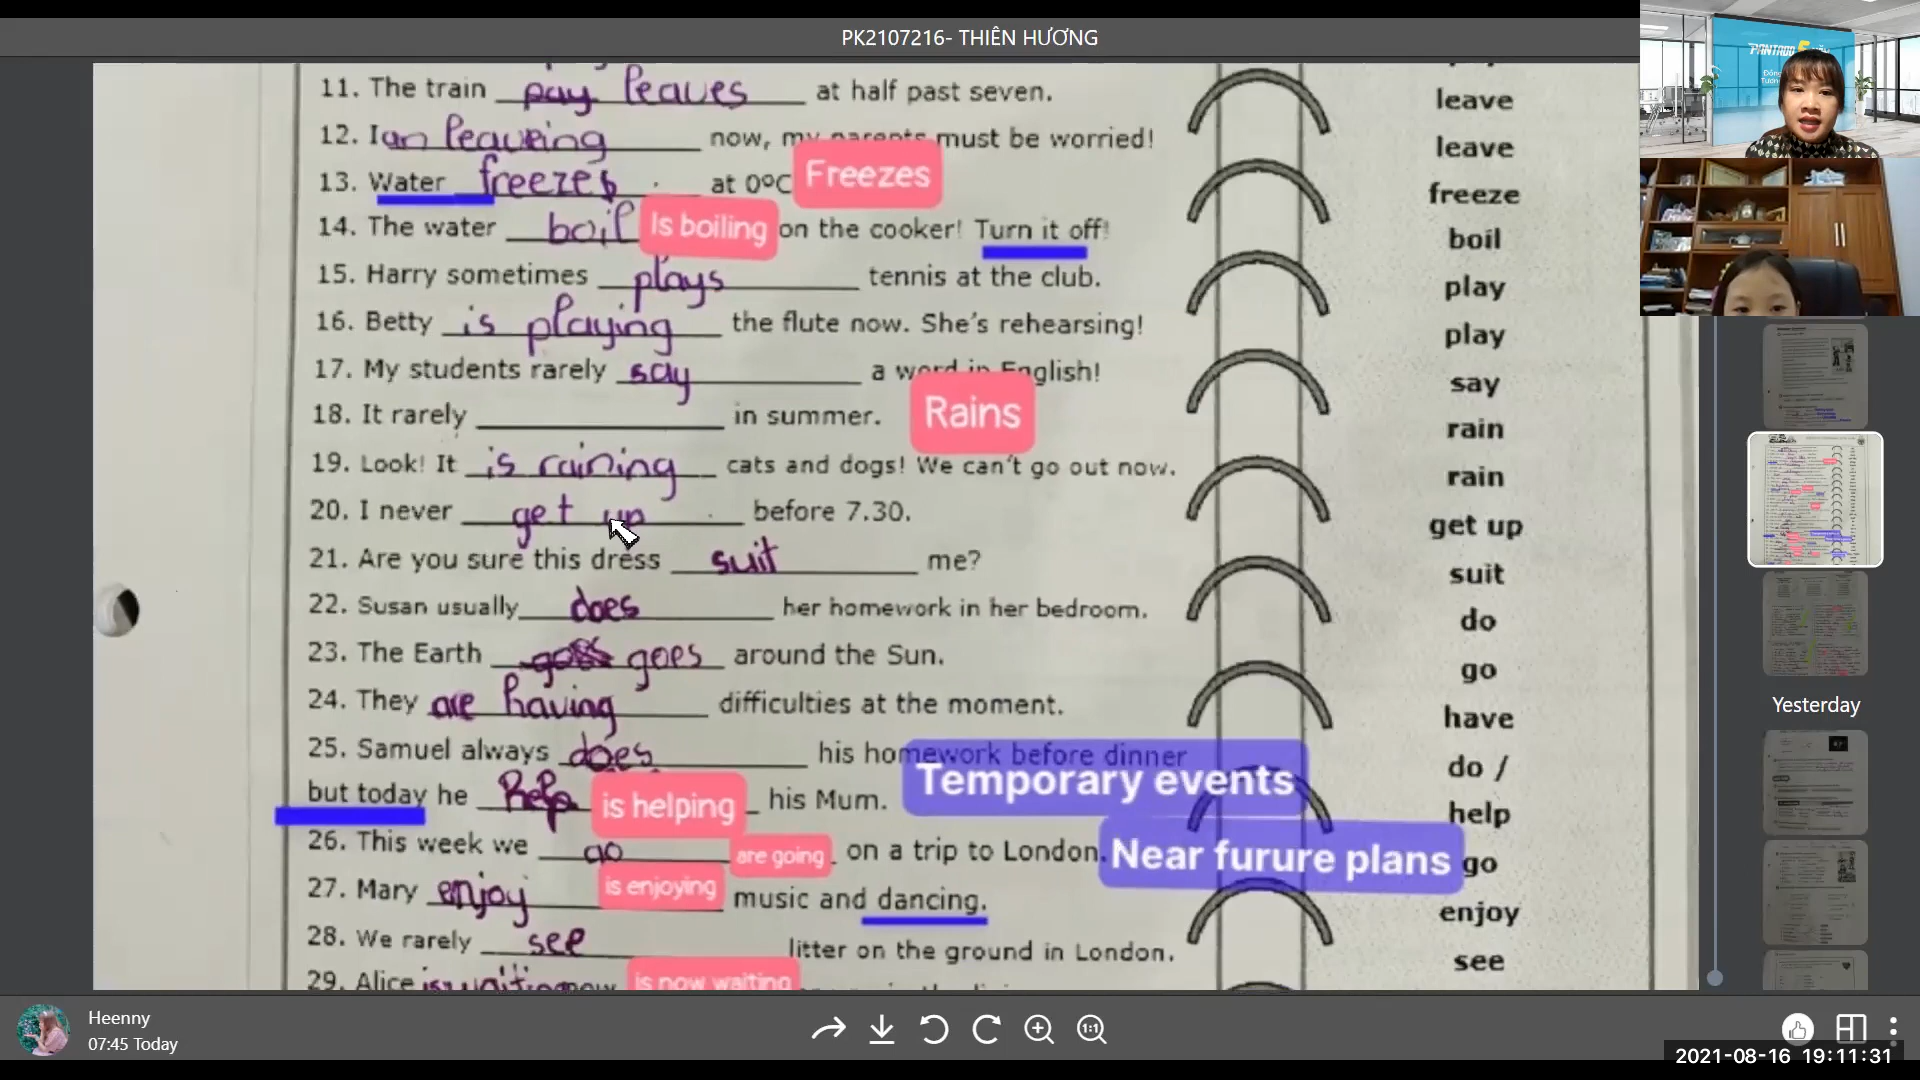 PK2107216- THIÊN HƯƠNG
11. The train pay leaves at half past seven.
12. I an leaveing now, my parents must be worried!
13. Water freezes at 0ºC Freezes
14. The water boil Is boiling on the cooker! Turn it off!
15. Harry sometimes plays tennis at the club.
16. Betty is playing the flute now. She's rehearsing!
17. My students rarely say a word in English!
18. It rarely in summer. Rains
19. Look! It is raining cats and dogs! We can't go out now.
20. I never get up before 7.30.
21. Are you sure this dress suit me?
22. Susan usually does her homework in her bedroom.
23. The Earth goes around the Sun.
24. They are having difficulties at the moment.
25. Samuel always does his homework before dinner
Temporary events
but today he help is helping his Mum.
26. This week we go are going on a trip to London.
Near furure plans
27. Mary enjoy is enjoying music and dancing.
28. We rarely see litter on the ground in London.
29. Alice is waiting now is now waiting
leave
leave
freeze
boil
play
play
say
rain
rain
get up
suit
do
go
have
do /
help
go
enjoy
see
Yesterday
Heenny
07:45 Today
1:1
2021-08-16 19:11:31